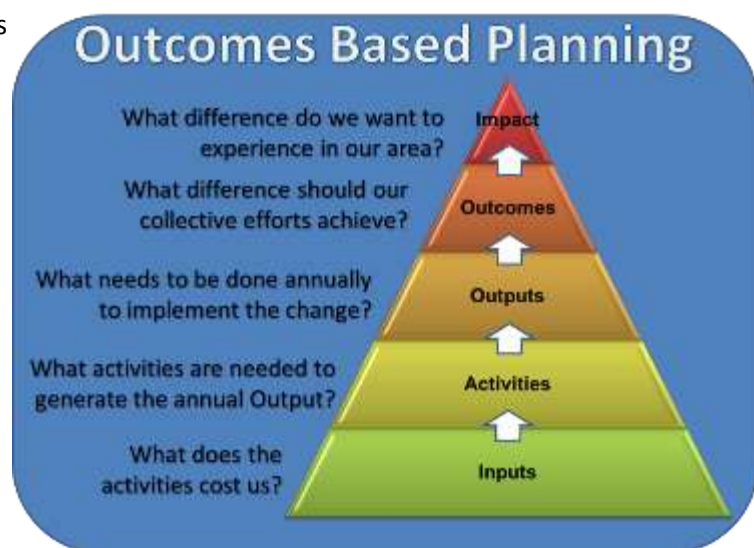 s
Outcomes Based Planning
What difference do we want to
experience in our area?
Impact
What difference should our
collective efforts achieve?
Outcomes
What needs to be done annually
to implement the change?
Outputs
What activities are needed to
generate the annual Output?
Activities
What does the
activities cost us?
Inputs